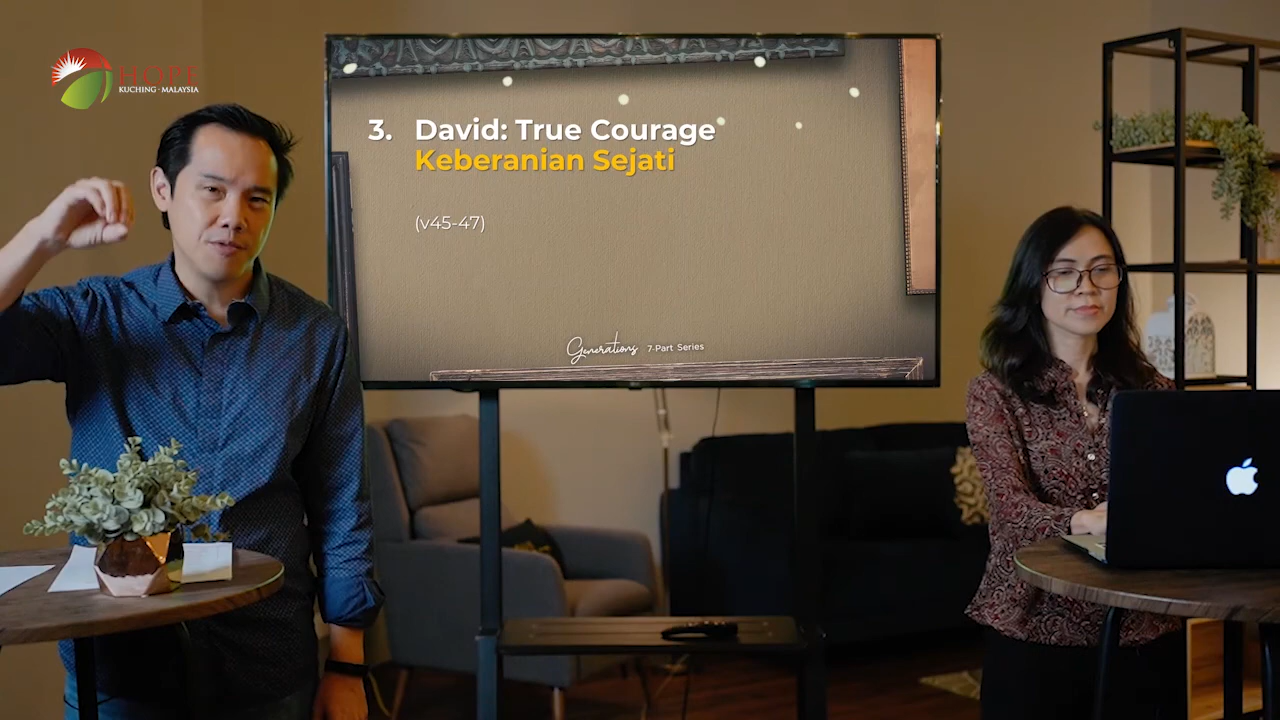 HOPE
KUCHING · MALAYSIA
3. David: True Courage
Keberanian Sejati
(v45-47)
Generations 7-Part Series